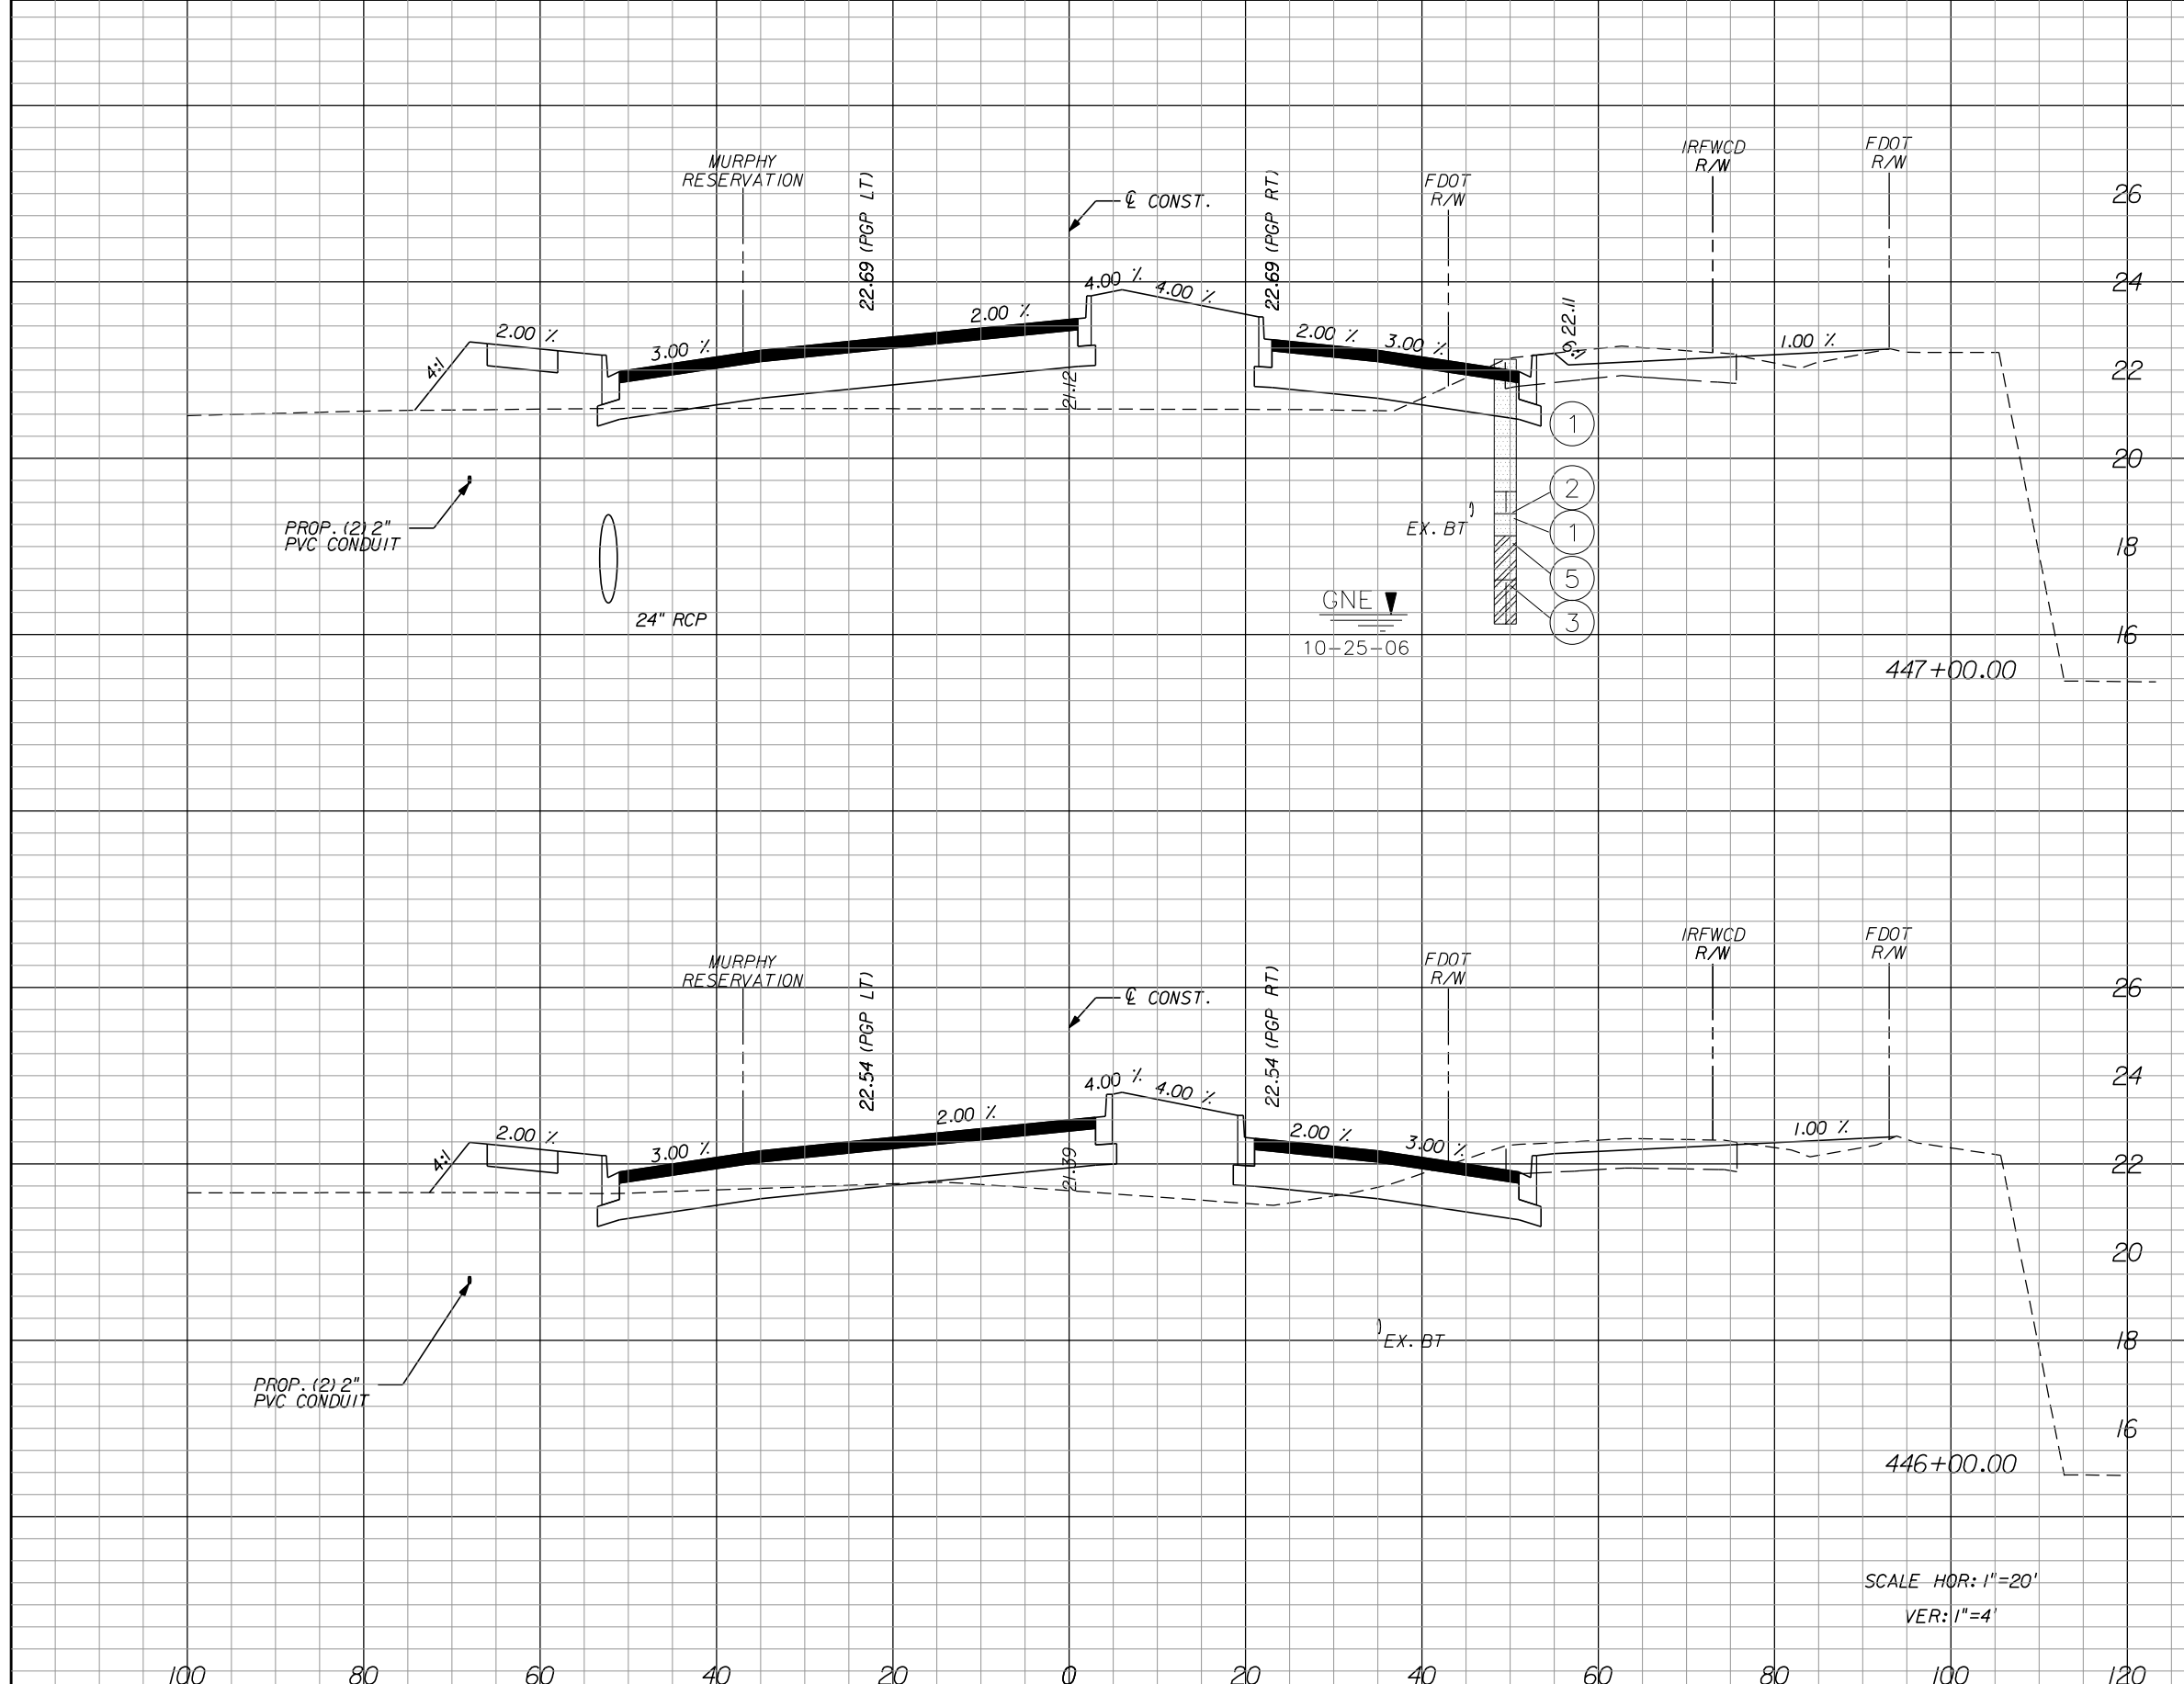 MURPHY
RESERVATION
22.69 (PGP LT)
℄ CONST.
22.69 (PGP RT)
FDOT
R/W
IRFWCD
R/W
FDOT
R/W
26
24
22
20
18
16
4:1
2.00 %
3.00 %
2.00 %
4.00 %
4.00 %
2.00 %
3.00 %
22.11
6:1
1.00 %
21.12
PROP. (2) 2"
PVC CONDUIT
24" RCP
EX. BT
1
2
1
5
3
GNE
10-25-06
447+00.00
MURPHY
RESERVATION
22.54 (PGP LT)
℄ CONST.
22.54 (PGP RT)
FDOT
R/W
IRFWCD
R/W
FDOT
R/W
26
24
22
20
18
16
4:1
2.00 %
3.00 %
2.00 %
4.00 %
4.00 %
2.00 %
3.00 %
1.00 %
21.39
PROP. (2) 2"
PVC CONDUIT
EX. BT
446+00.00
SCALE HOR: 1"=20'
VER: 1"=4'
100 80 60 40 20 0 20 40 60 80 100 120